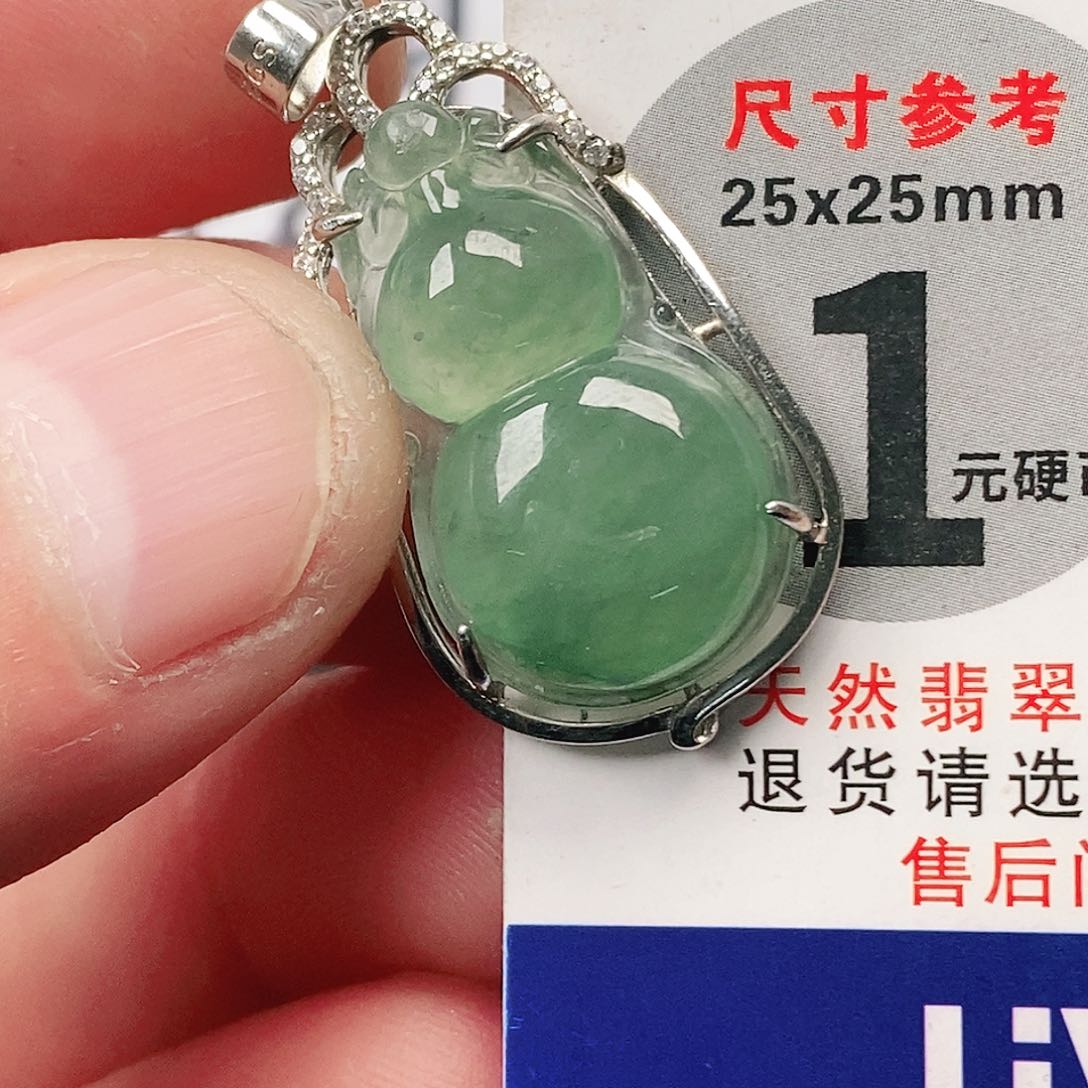 尺寸参考
25x25mm
1
元硬
天然翡翠
退货请选
售后